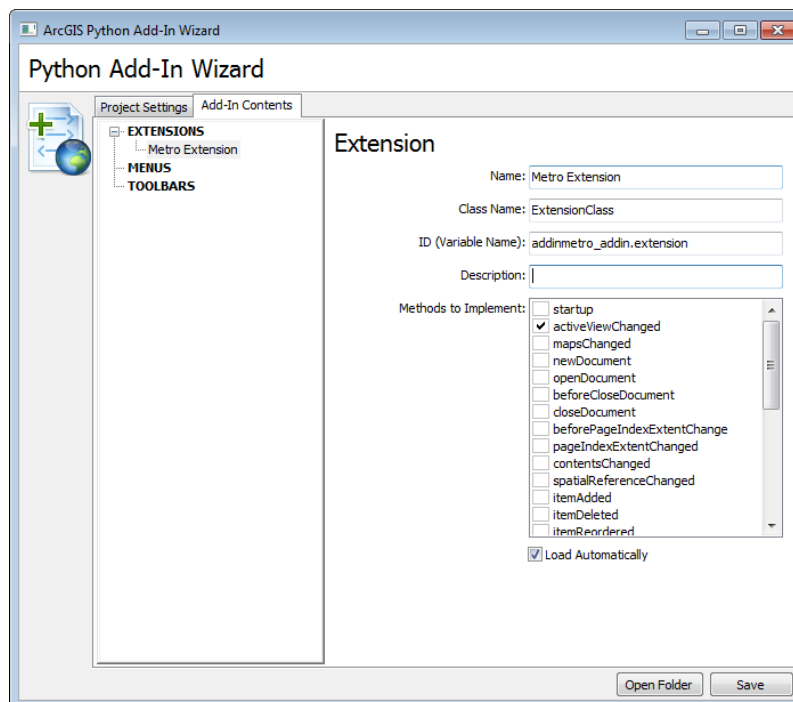 ArcGIS Python Add-In Wizard
Python Add-In Wizard
Project Settings
Add-In Contents
EXTENSIONS
Metro Extension
MENUS
TOOLBARS
Extension
Name: Metro Extension
Class Name: ExtensionClass
ID (Variable Name): addinmetro_addin.extension
Description:
Methods to Implement:
startup
activeViewChanged
mapsChanged
newDocument
openDocument
beforeCloseDocument
closeDocument
beforePageIndexExtentChange
pageIndexExtentChanged
contentsChanged
spatialReferenceChanged
itemAdded
itemDeleted
itemReordered
Load Automatically
Open Folder
Save